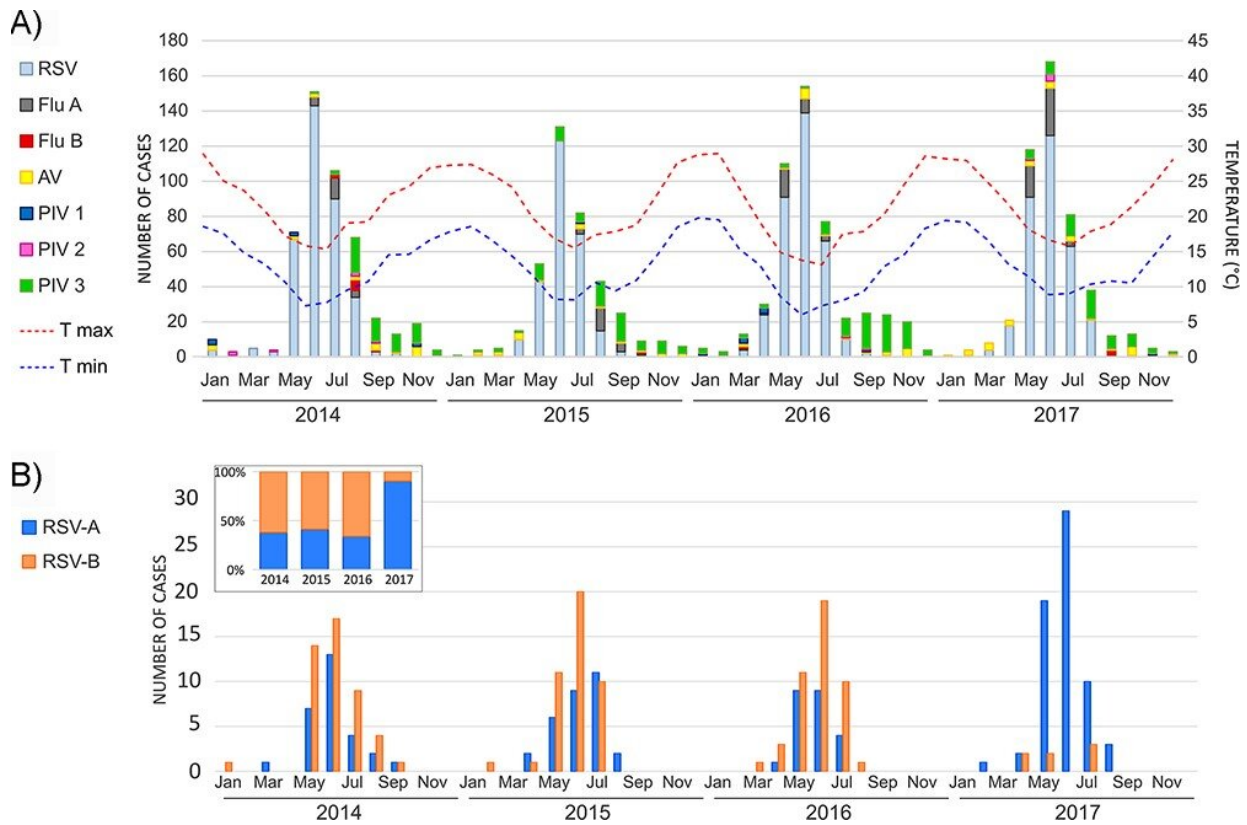 A)
RSV
Flu A
Flu B
AV
PIV 1
PIV 2
PIV 3
T max
T min
NUMBER OF CASES
180
160
140
120
100
80
60
40
20
0
45
40
35
30
25
20
15
10
5
0
TEMPERATURE (°C)
Jan Mar May Jul Sep Nov Jan Mar May Jul Sep Nov Jan Mar May Jul Sep Nov Jan Mar May Jul Sep Nov
2014 2015 2016 2017
B)
RSV-A
RSV-B
100%
50%
0%
2014 2015 2016 2017
NUMBER OF CASES
30
25
20
15
10
5
0
Jan Mar May Jul Sep Nov Jan Mar May Jul Sep Nov Jan Mar May Jul Sep Nov Jan Mar May Jul Sep Nov
2014 2015 2016 2017